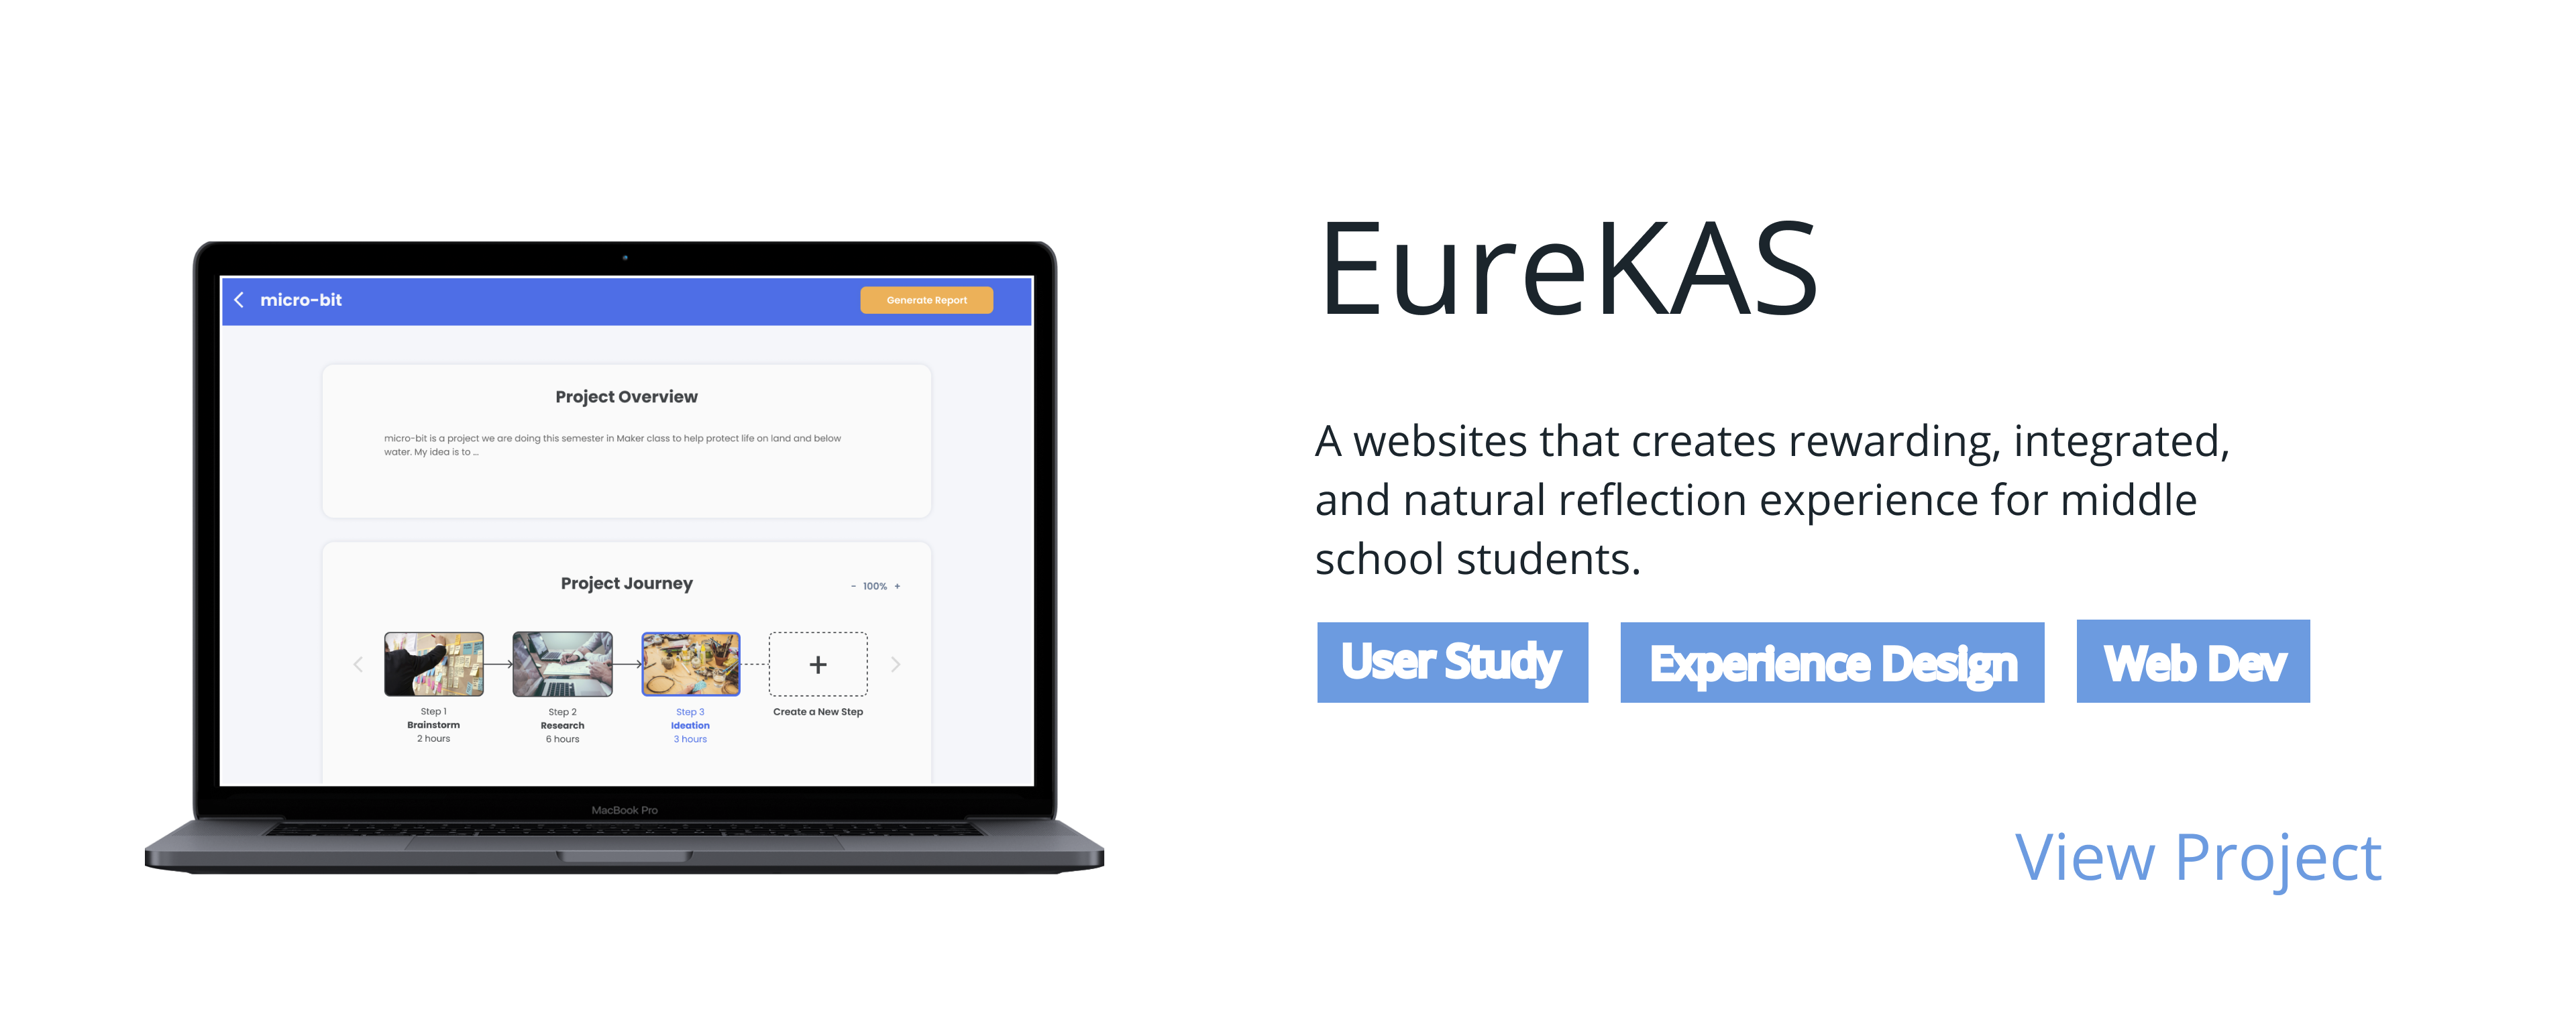 micro-bit
Generate Report
Project Overview
micro-bit is a project we are doing this semester in Maker class to help protect life on land and below
water. My idea is to ...
Project Journey
- 100% +
Step 1
Brainstorm
2 hours
Step 2
Research
6 hours
Step 3
Ideation
3 hours
+
Create a New Step
MacBook Pro
EureKAS
A websites that creates rewarding, integrated,
and natural reflection experience for middle
school students.
User Study
Experience Design
Web Dev
View Project